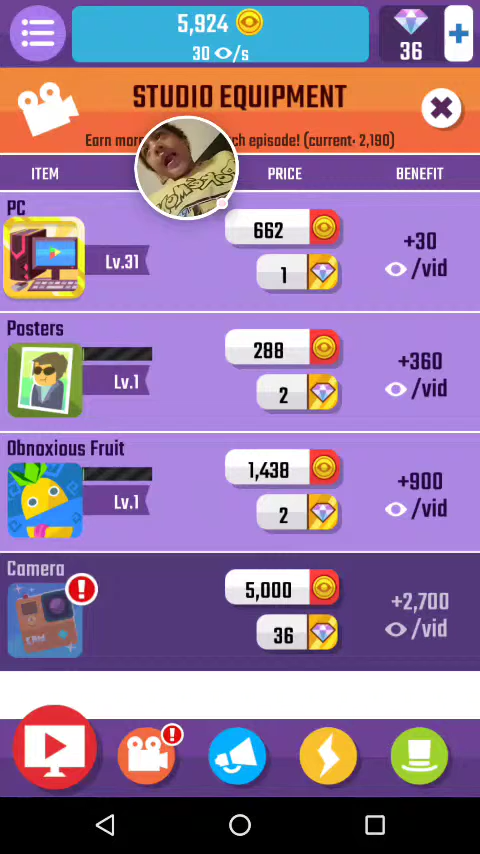 5,924
30 /s
36
STUDIO EQUIPMENT
Earn more ch episode! (current: 2,190)
ITEM PRICE BENEFIT
PC
662
+30
Lv.31
1
/vid
Posters
288
+360
Lv.1
2
/vid
Obnoxious Fruit
1,438
+900
Lv.1
2
/vid
Camera
5,000
+2,700
36
/vid